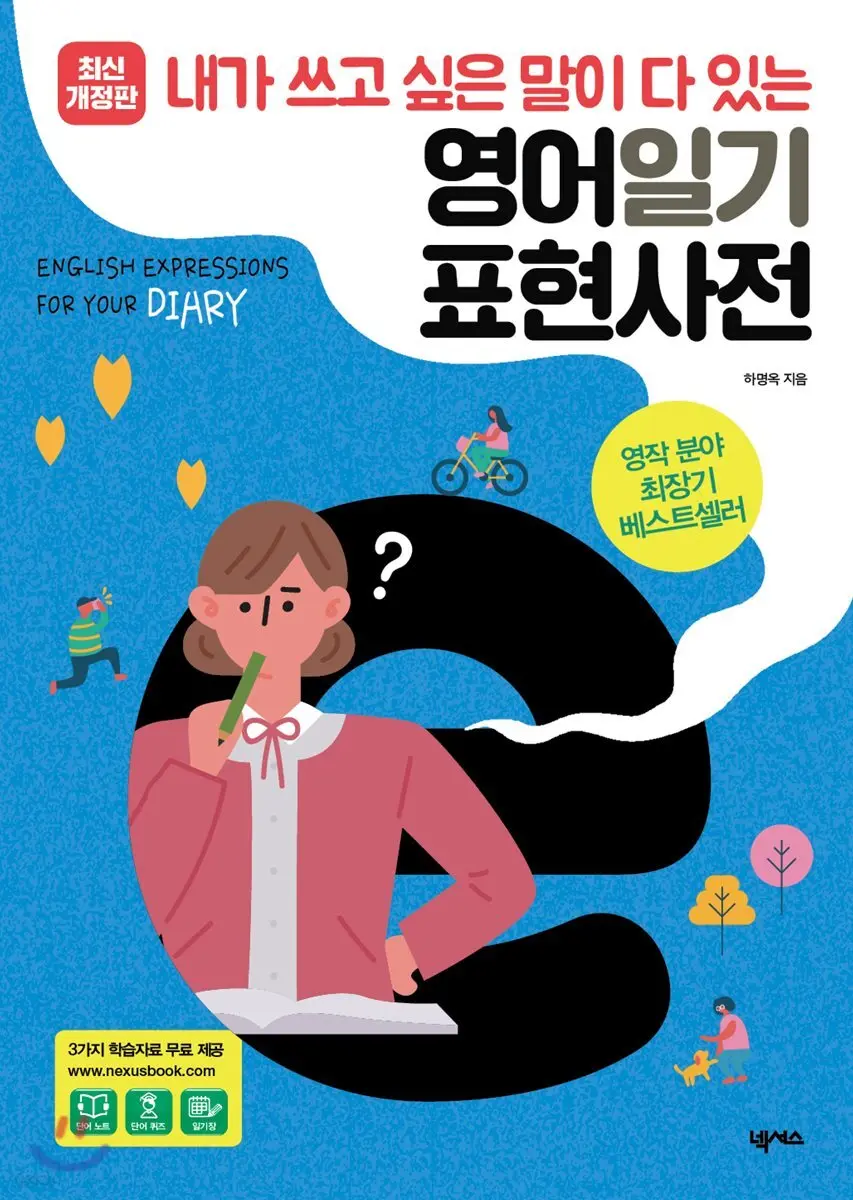 최신
개정판
내가 쓰고 싶은 말이 다 있는
영어일기
표현사전
ENGLISH EXPRESSIONS
FOR YOUR DIARY
하명옥 지음
영작 분야
최장기
베스트셀러
?
3가지 학습자료 무료 제공
www.nexusbook.com
단어 노트
단어 퀴즈
일기장
넥서스